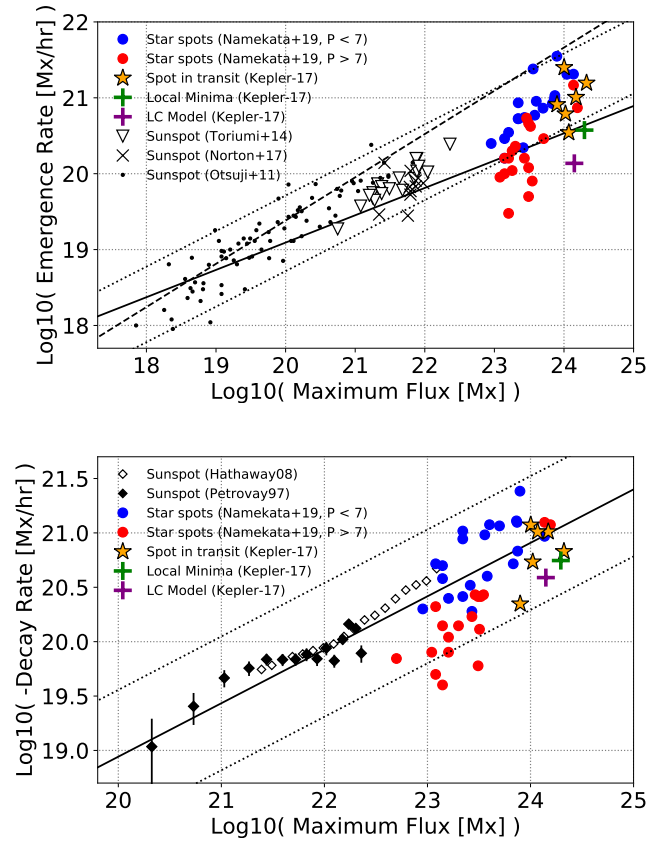 Log10( Emergence Rate [Mx/hr] )
22
21
20
19
18
Star spots (Namekata+19, P < 7)
Star spots (Namekata+19, P > 7)
Spot in transit (Kepler-17)
Local Minima (Kepler-17)
LC Model (Kepler-17)
Sunspot (Toriumi+14)
Sunspot (Norton+17)
Sunspot (Otsuji+11)
18 19 20 21 22 23 24 25
Log10( Maximum Flux [Mx] )
Log10( -Decay Rate [Mx/hr] )
21.5
21.0
20.5
20.0
19.5
19.0
Sunspot (Hathaway08)
Sunspot (Petrovay97)
Star spots (Namekata+19, P < 7)
Star spots (Namekata+19, P > 7)
Spot in transit (Kepler-17)
Local Minima (Kepler-17)
LC Model (Kepler-17)
20 21 22 23 24 25
Log10( Maximum Flux [Mx] )